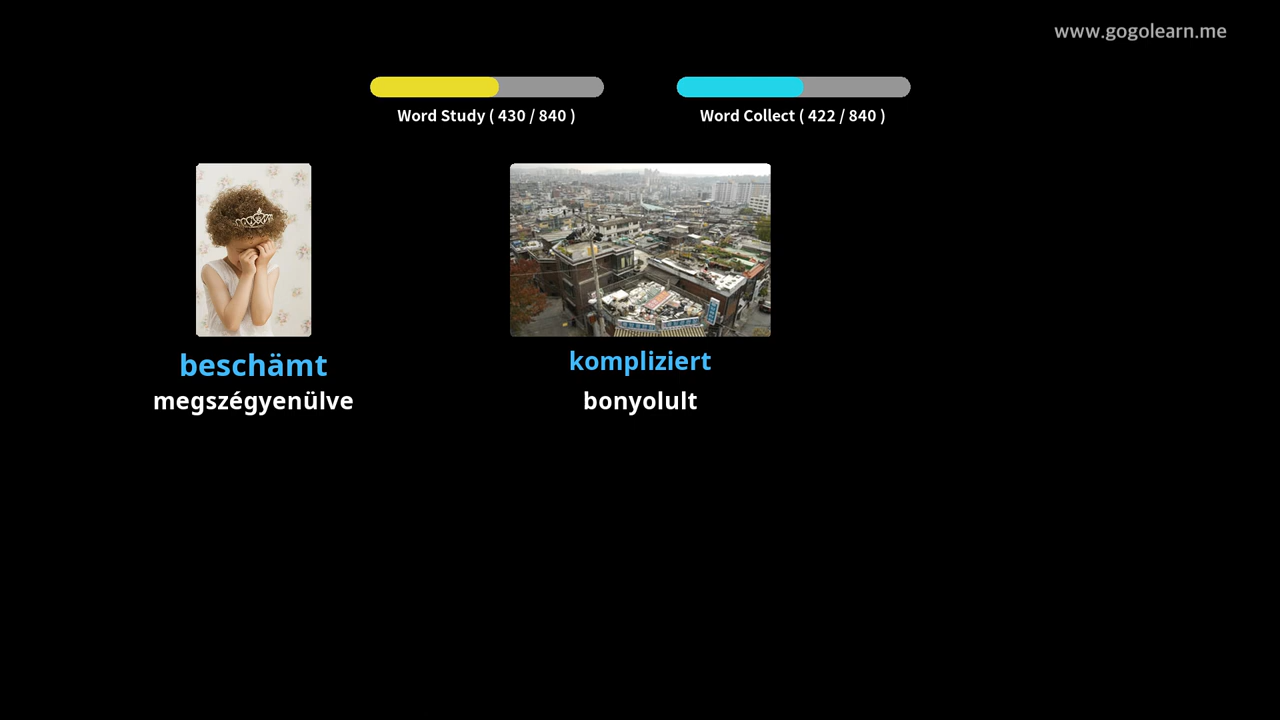 www.gogolearn.me
Word Study ( 430 / 840 )
Word Collect ( 422 / 840 )
beschämt
kompliziert
megszégyenülve
bonyolult